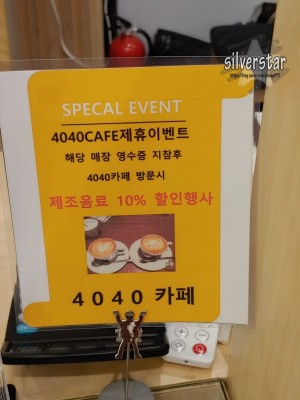 silverstar
SPECAL EVENT
4040CAFE제휴이벤트
해당 매장 영수증 지참후
4040카페 방문시
제조음료 10% 할인행사
4040 카페